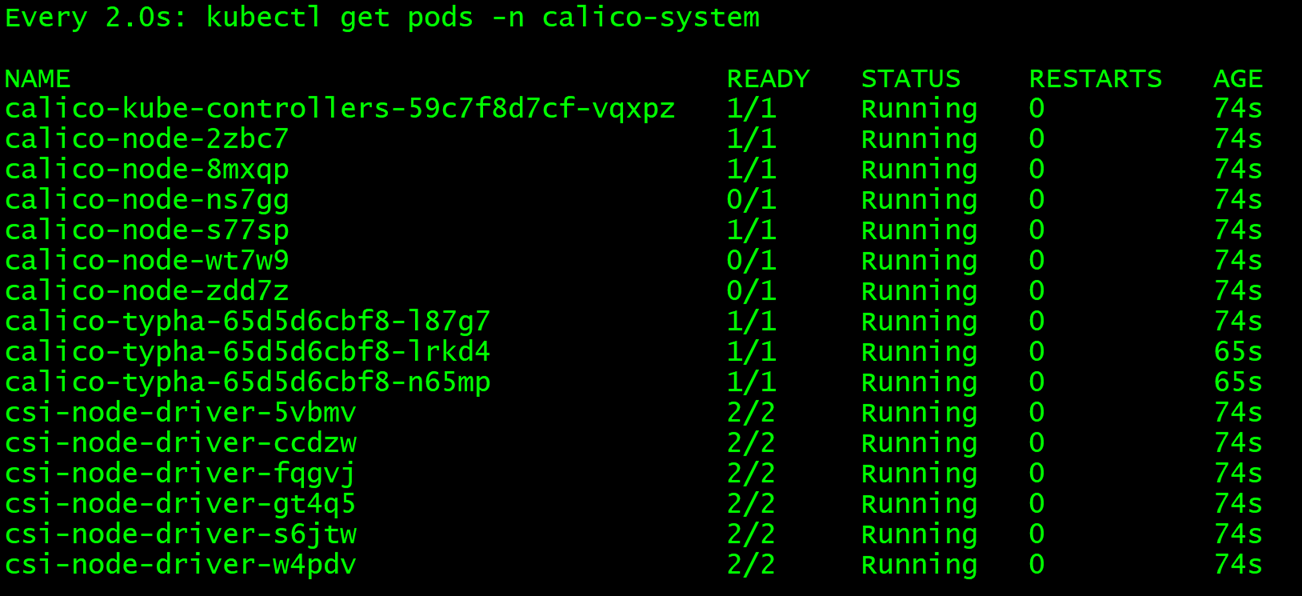 Every 2.0s: kubectl get pods -n calico-system
NAME READY STATUS RESTARTS AGE
calico-kube-controllers-59c7f8d7cf-vqxpz 1/1 Running 0 74s
calico-node-2zbc7 1/1 Running 0 74s
calico-node-8mxqp 1/1 Running 0 74s
calico-node-ns7gg 0/1 Running 0 74s
calico-node-s77sp 1/1 Running 0 74s
calico-node-wt7w9 0/1 Running 0 74s
calico-node-zdd7z 0/1 Running 0 74s
calico-typha-65d5d6cbf8-l87g7 1/1 Running 0 74s
calico-typha-65d5d6cbf8-lrkd4 1/1 Running 0 65s
calico-typha-65d5d6cbf8-n65mp 1/1 Running 0 65s
csi-node-driver-5vbmv 2/2 Running 0 74s
csi-node-driver-ccdzw 2/2 Running 0 74s
csi-node-driver-fqgvj 2/2 Running 0 74s
csi-node-driver-gt4q5 2/2 Running 0 74s
csi-node-driver-s6jtw 2/2 Running 0 74s
csi-node-driver-w4pdv 2/2 Running 0 74s